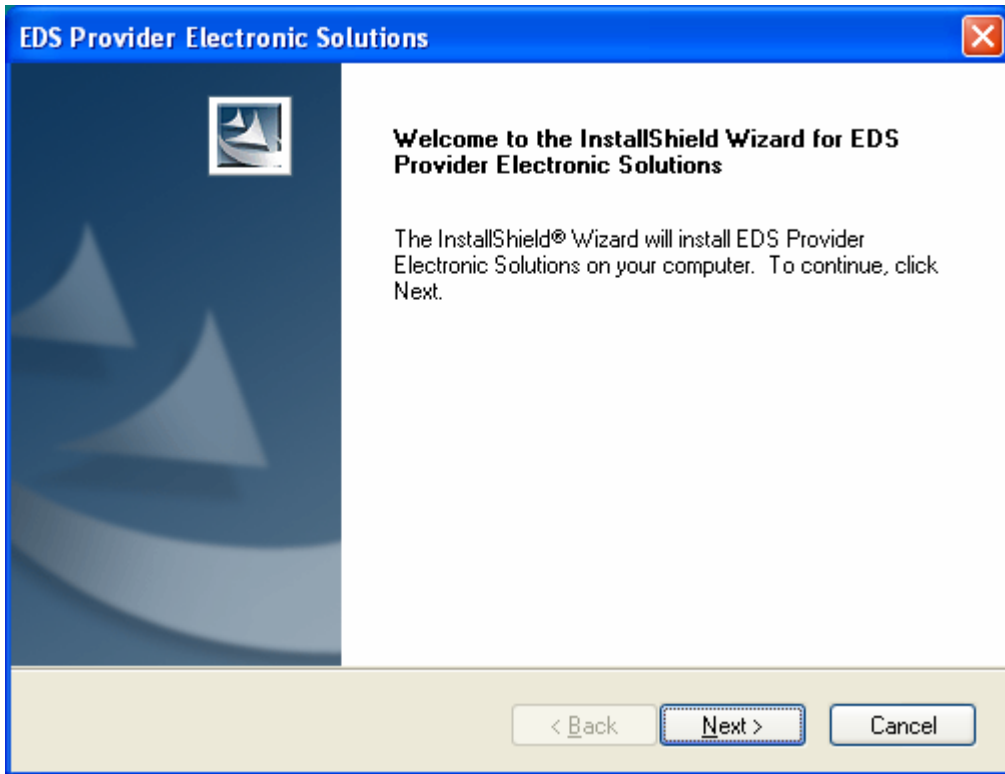 EDS Provider Electronic Solutions
Welcome to the InstallShield Wizard for EDS
Provider Electronic Solutions
The InstallShield® Wizard will install EDS Provider
Electronic Solutions on your computer.  To continue, click
Next.
< Back
Next >
Cancel